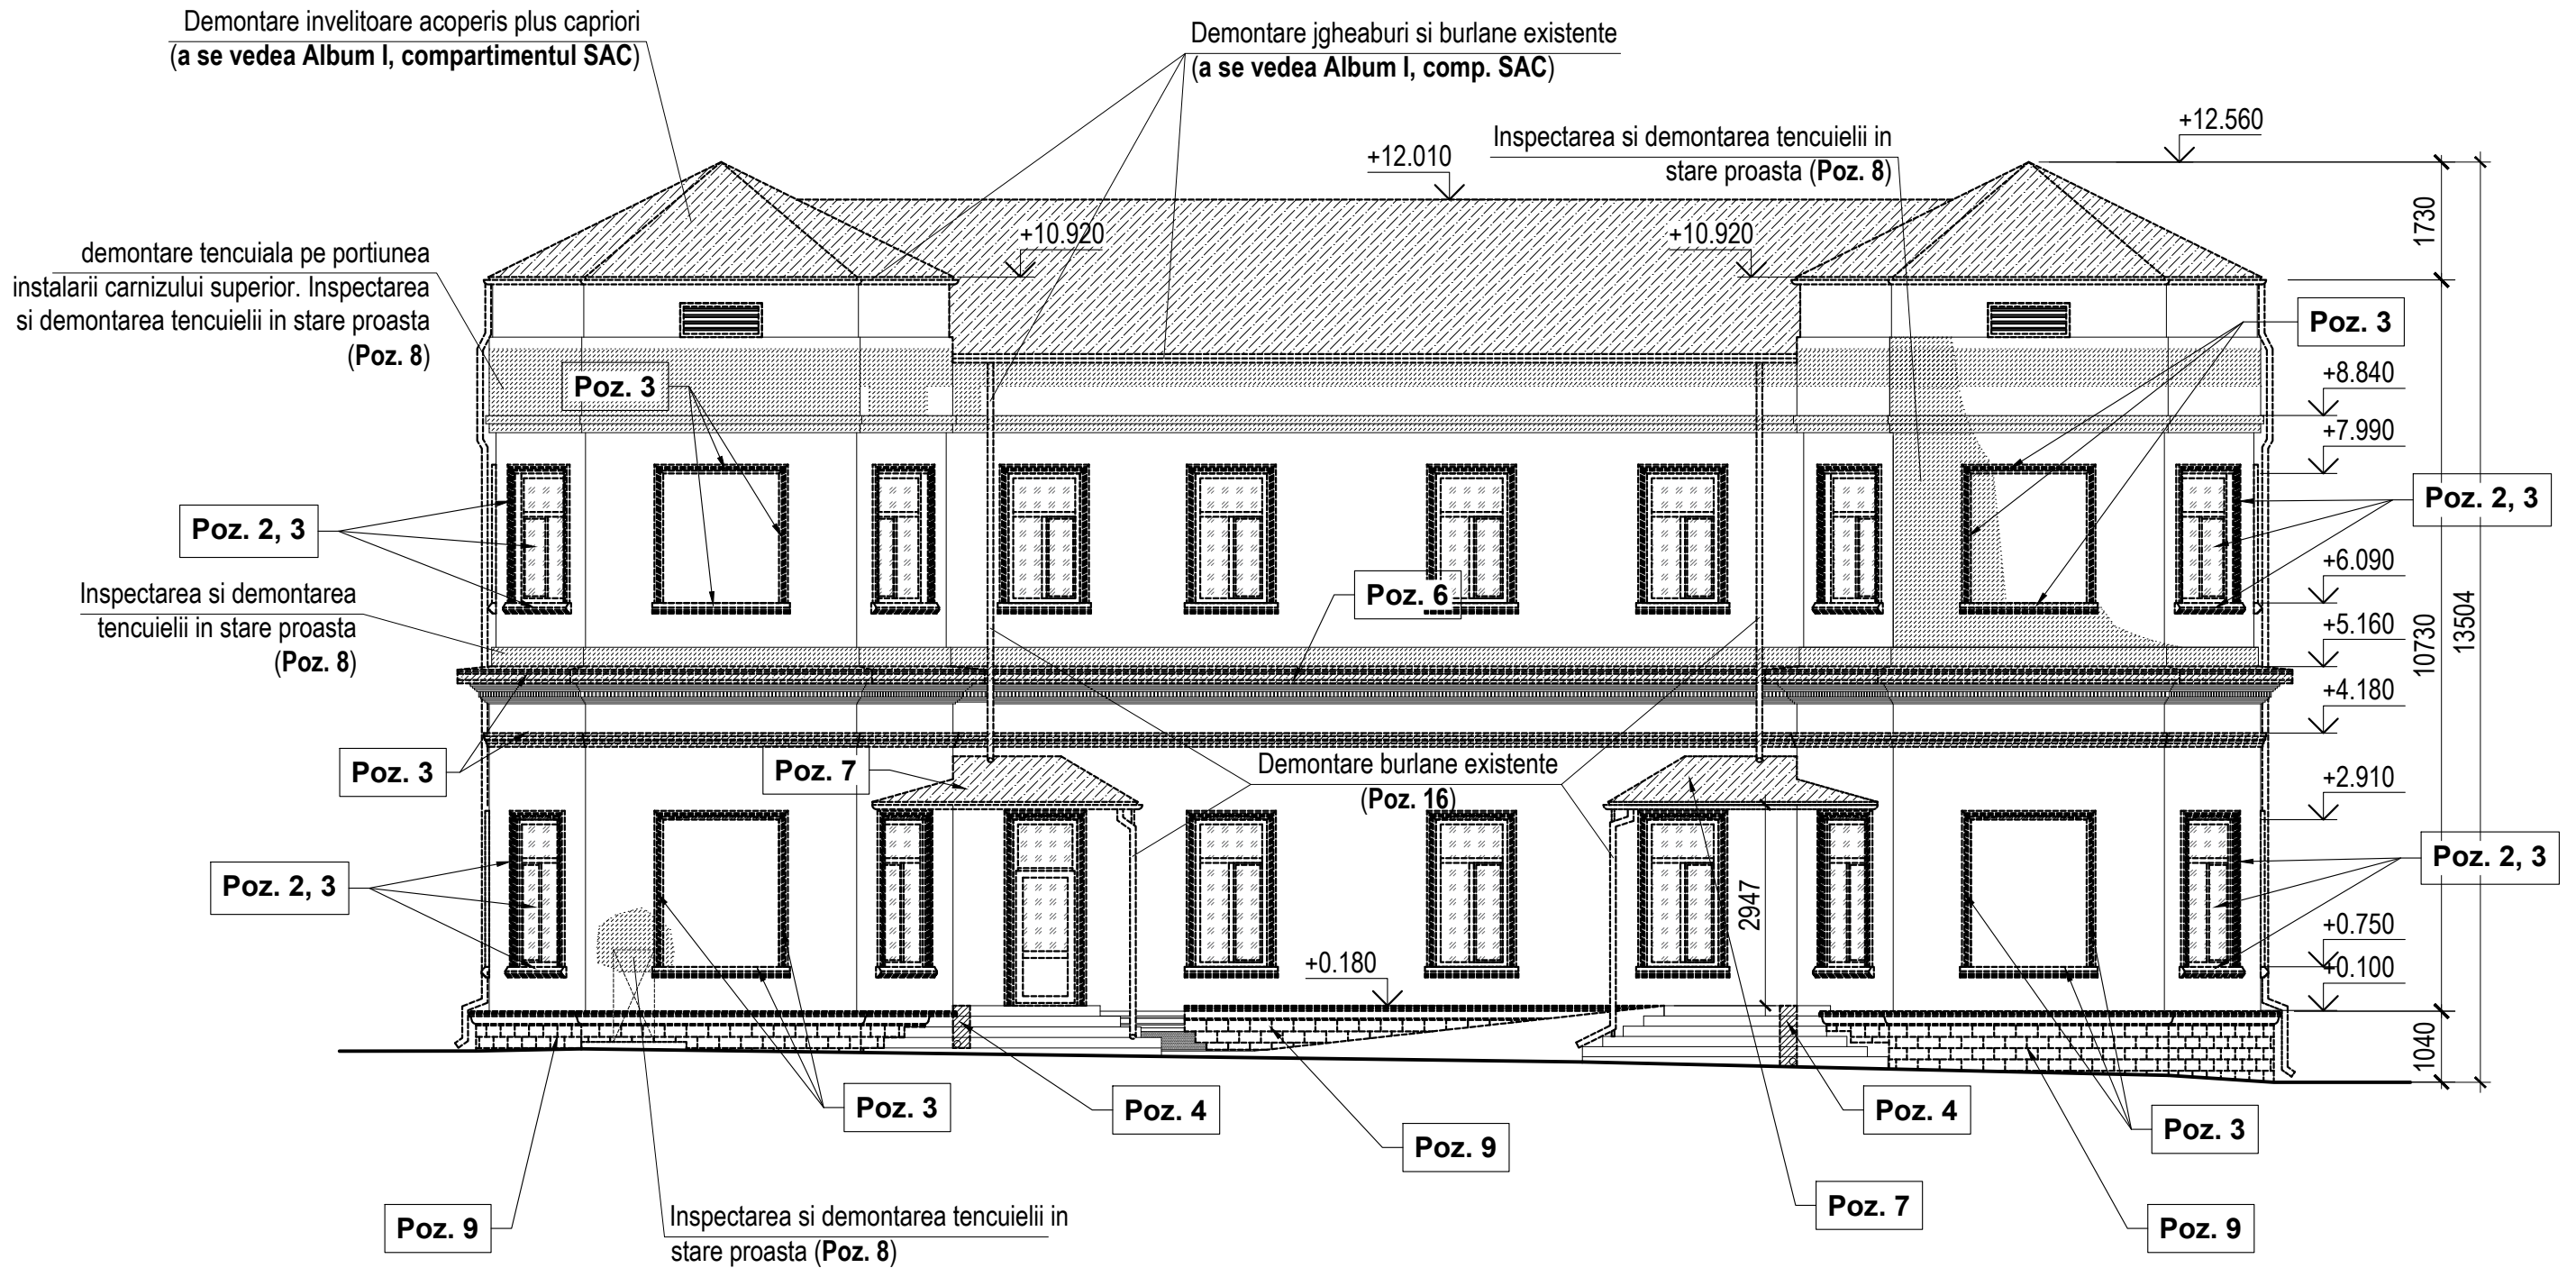 Demontare invelitoare acoperis plus capriori
(a se vedea Album I, compartimentul SAC)
Demontare jgheaburi si burlane existente
(a se vedea Album I, comp. SAC)
+12.560
Inspectarea si demontarea tencuielii in
stare proasta (Poz. 8)
+12.010
1730
+10.920
+10.920
demontare tencuiala pe portiunea
instalarii carnizului superior. Inspectarea
si demontarea tencuielii in stare proasta
(Poz. 8)
Poz. 3
Poz. 3
+8.840
+7.990
Poz. 2, 3
Poz. 2, 3
+6.090
Inspectarea si demontarea
tencuielii in stare proasta
(Poz. 8)
Poz. 6
+5.160
10730
13504
+4.180
Poz. 3
Poz. 7
Demontare burlane existente
(Poz. 16)
+2.910
Poz. 2, 3
Poz. 2, 3
2947
+0.750
+0.180
+0.100
1040
Poz. 3
Poz. 4
Poz. 4
Poz. 9
Poz. 3
Poz. 7
Poz. 9
Poz. 9
Inspectarea si demontarea tencuielii in
stare proasta (Poz. 8)